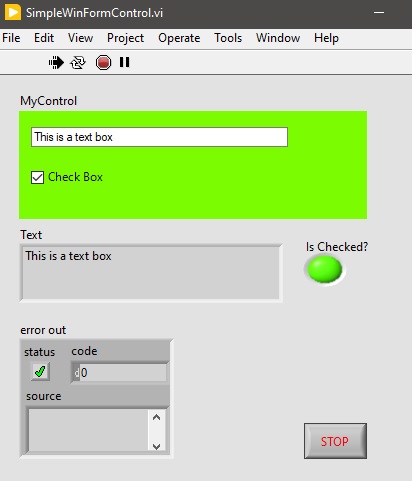 SimpleWinFormControl.vi
File Edit View Project Operate Tools Window Help
MyControl
This is a text box
Check Box
Text
Is Checked?
This is a text box
error out
status code
d 0
source
STOP